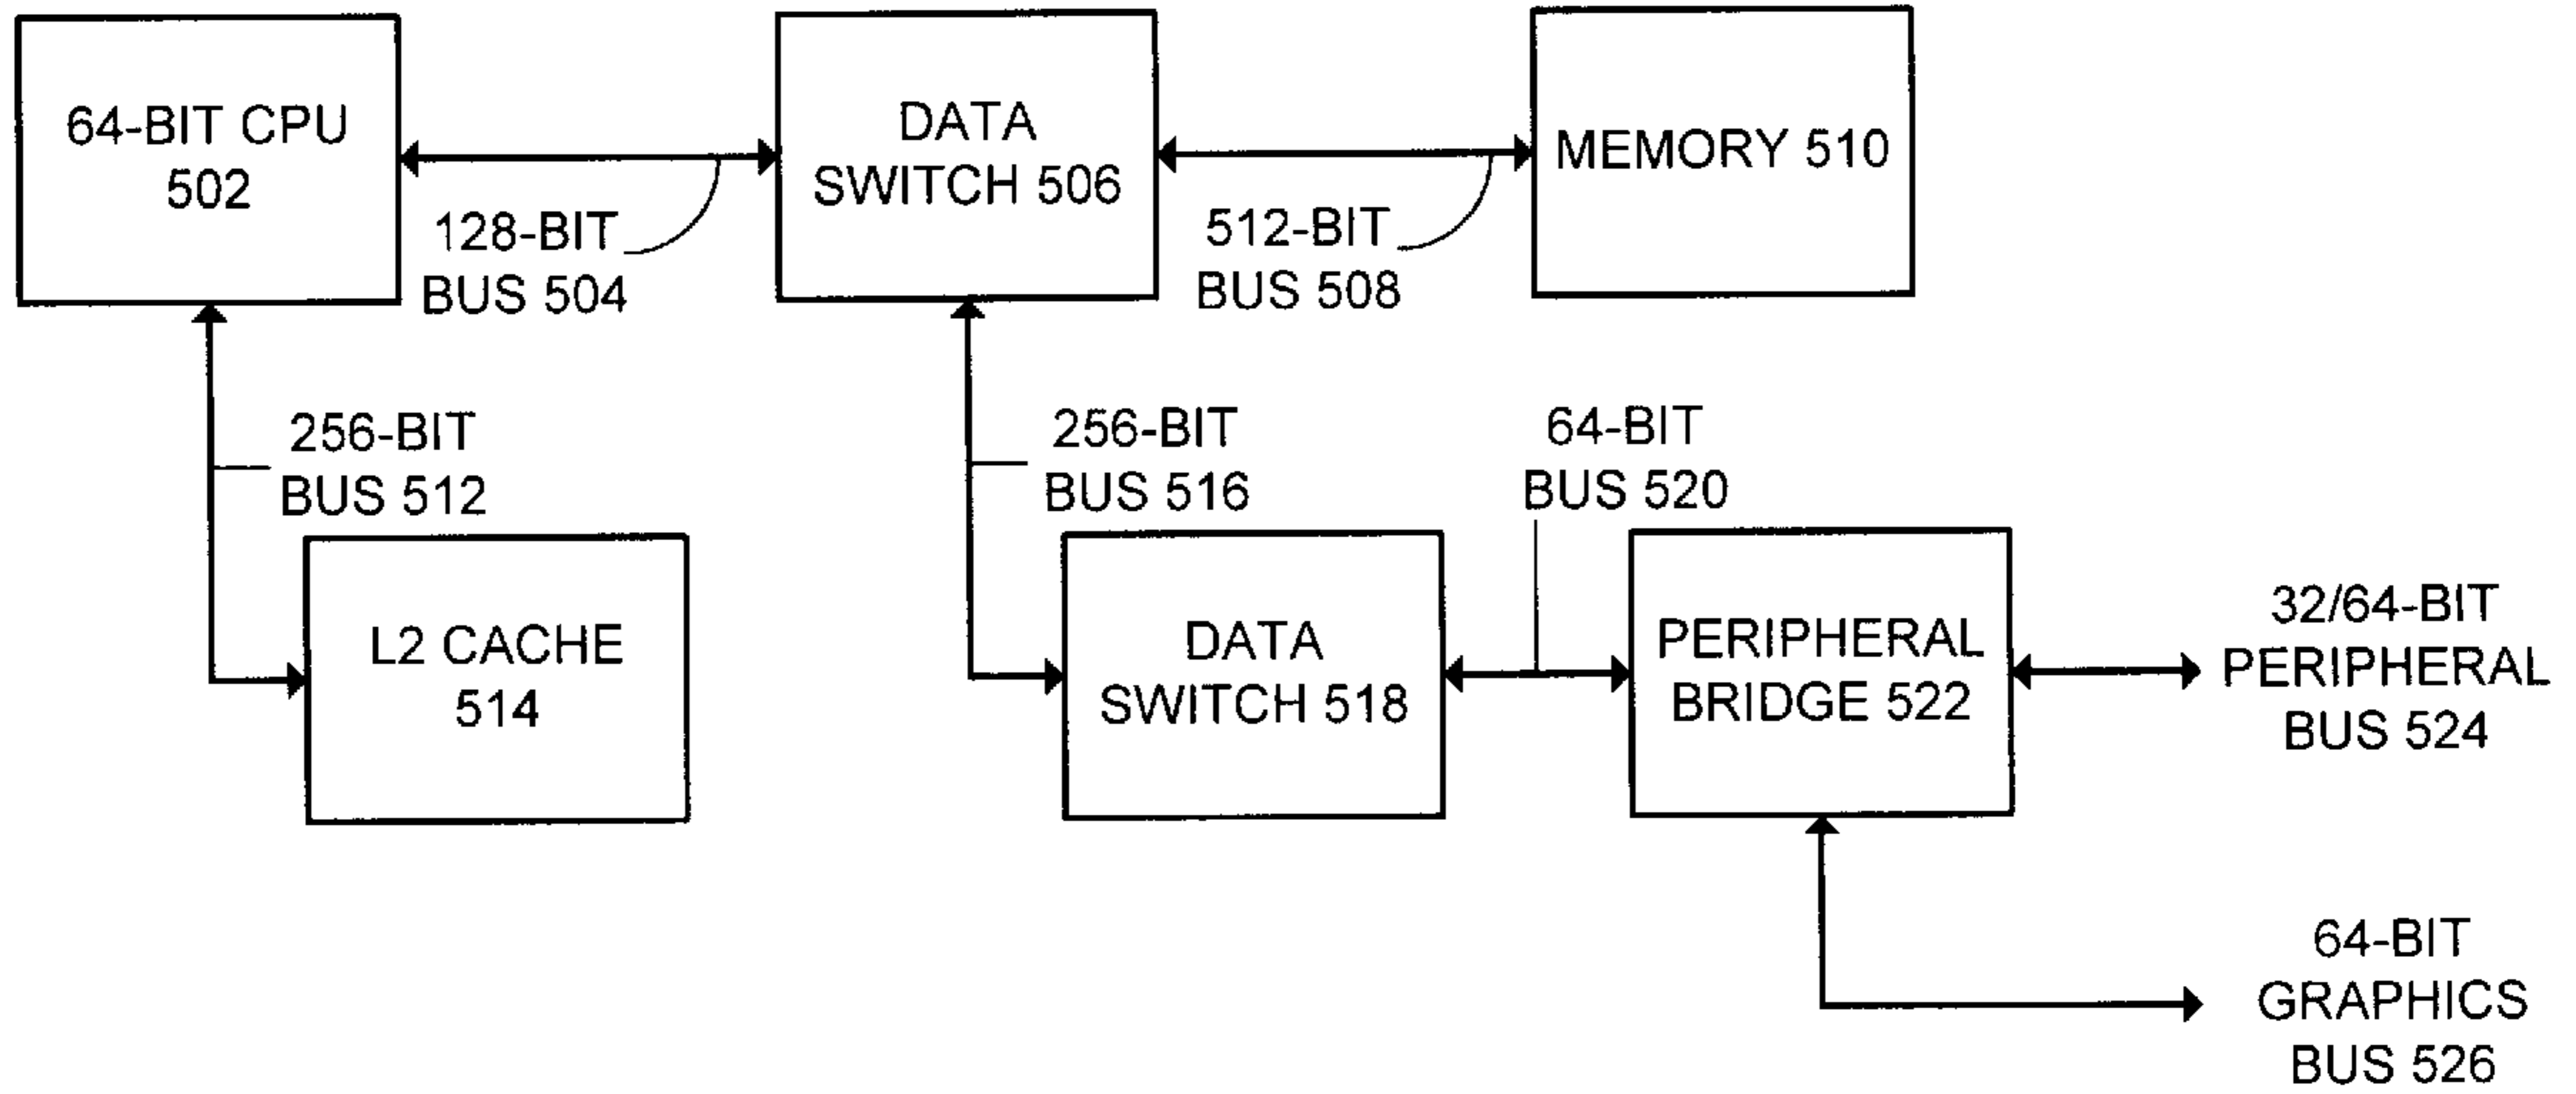 64-BIT CPU
502
128-BIT
BUS 504
DATA
SWITCH 506
512-BIT
BUS 508
MEMORY 510
256-BIT
BUS 512
L2 CACHE
514
256-BIT
BUS 516
DATA
SWITCH 518
64-BIT
BUS 520
PERIPHERAL
BRIDGE 522
32/64-BIT
PERIPHERAL
BUS 524
64-BIT
GRAPHICS
BUS 526